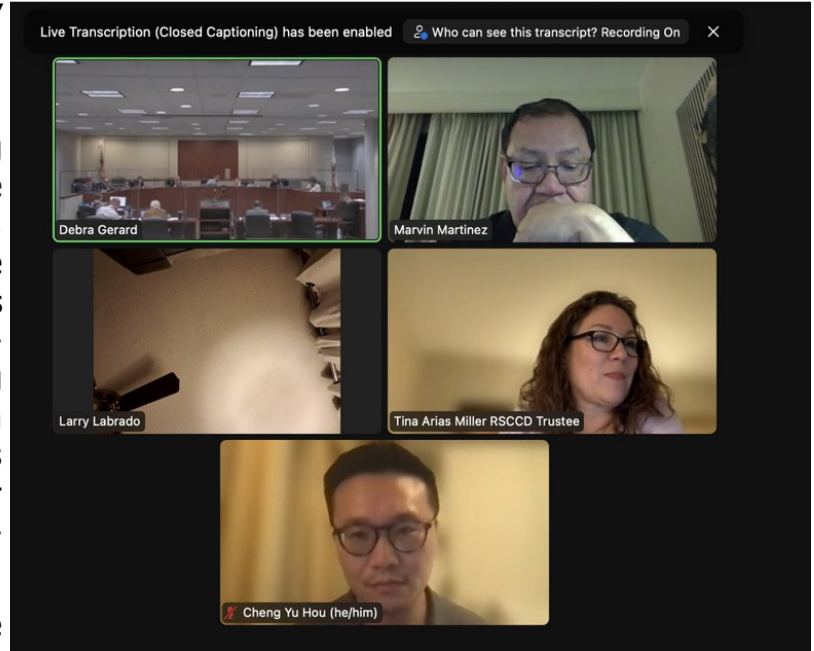 Live Transcription (Closed Captioning) has been enabled Who can see this transcript? Recording On
Debra Gerard Marvin Martinez
Larry Labrado Tina Arias Miller RSCCD Trustee
Cheng Yu Hou (he/him)